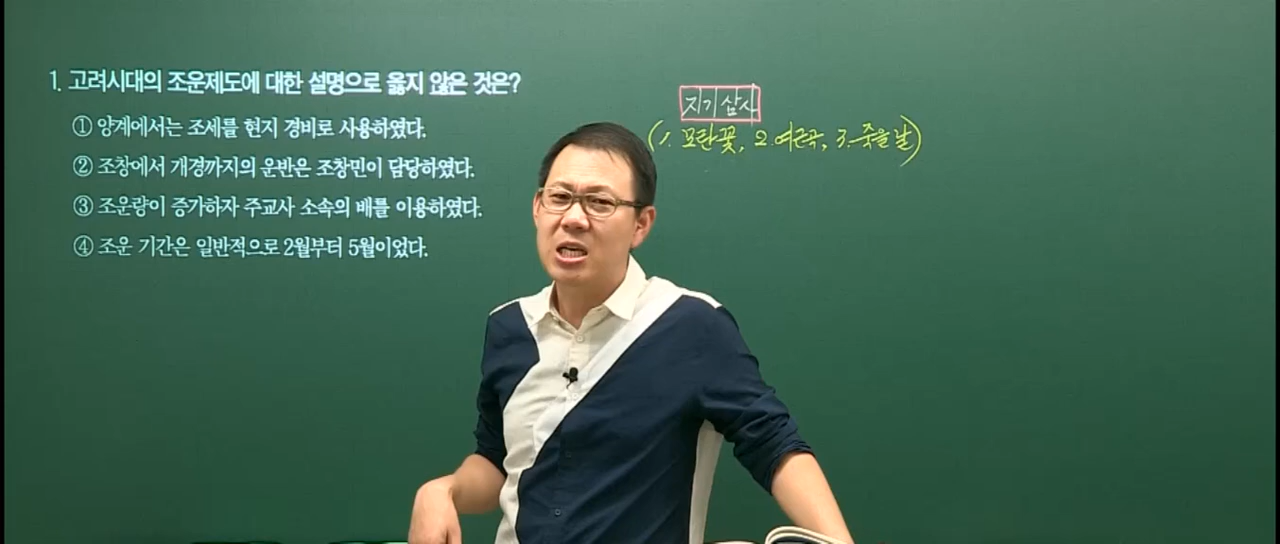 1. 고려시대의 조운제도에 대한 설명으로 옳지 않은 것은?
① 양계에서는 조세를 현지 경비로 사용하였다.
② 조창에서 개경까지의 운반은 조창민이 담당하였다.
③ 조운량이 증가하자 주교사 소속의 배를 이용하였다.
④ 조운 기간은 일반적으로 2월부터 5월이었다.
지기삼사
(1. 모란꽃, 2. 여근곡, 3. 죽을 날)